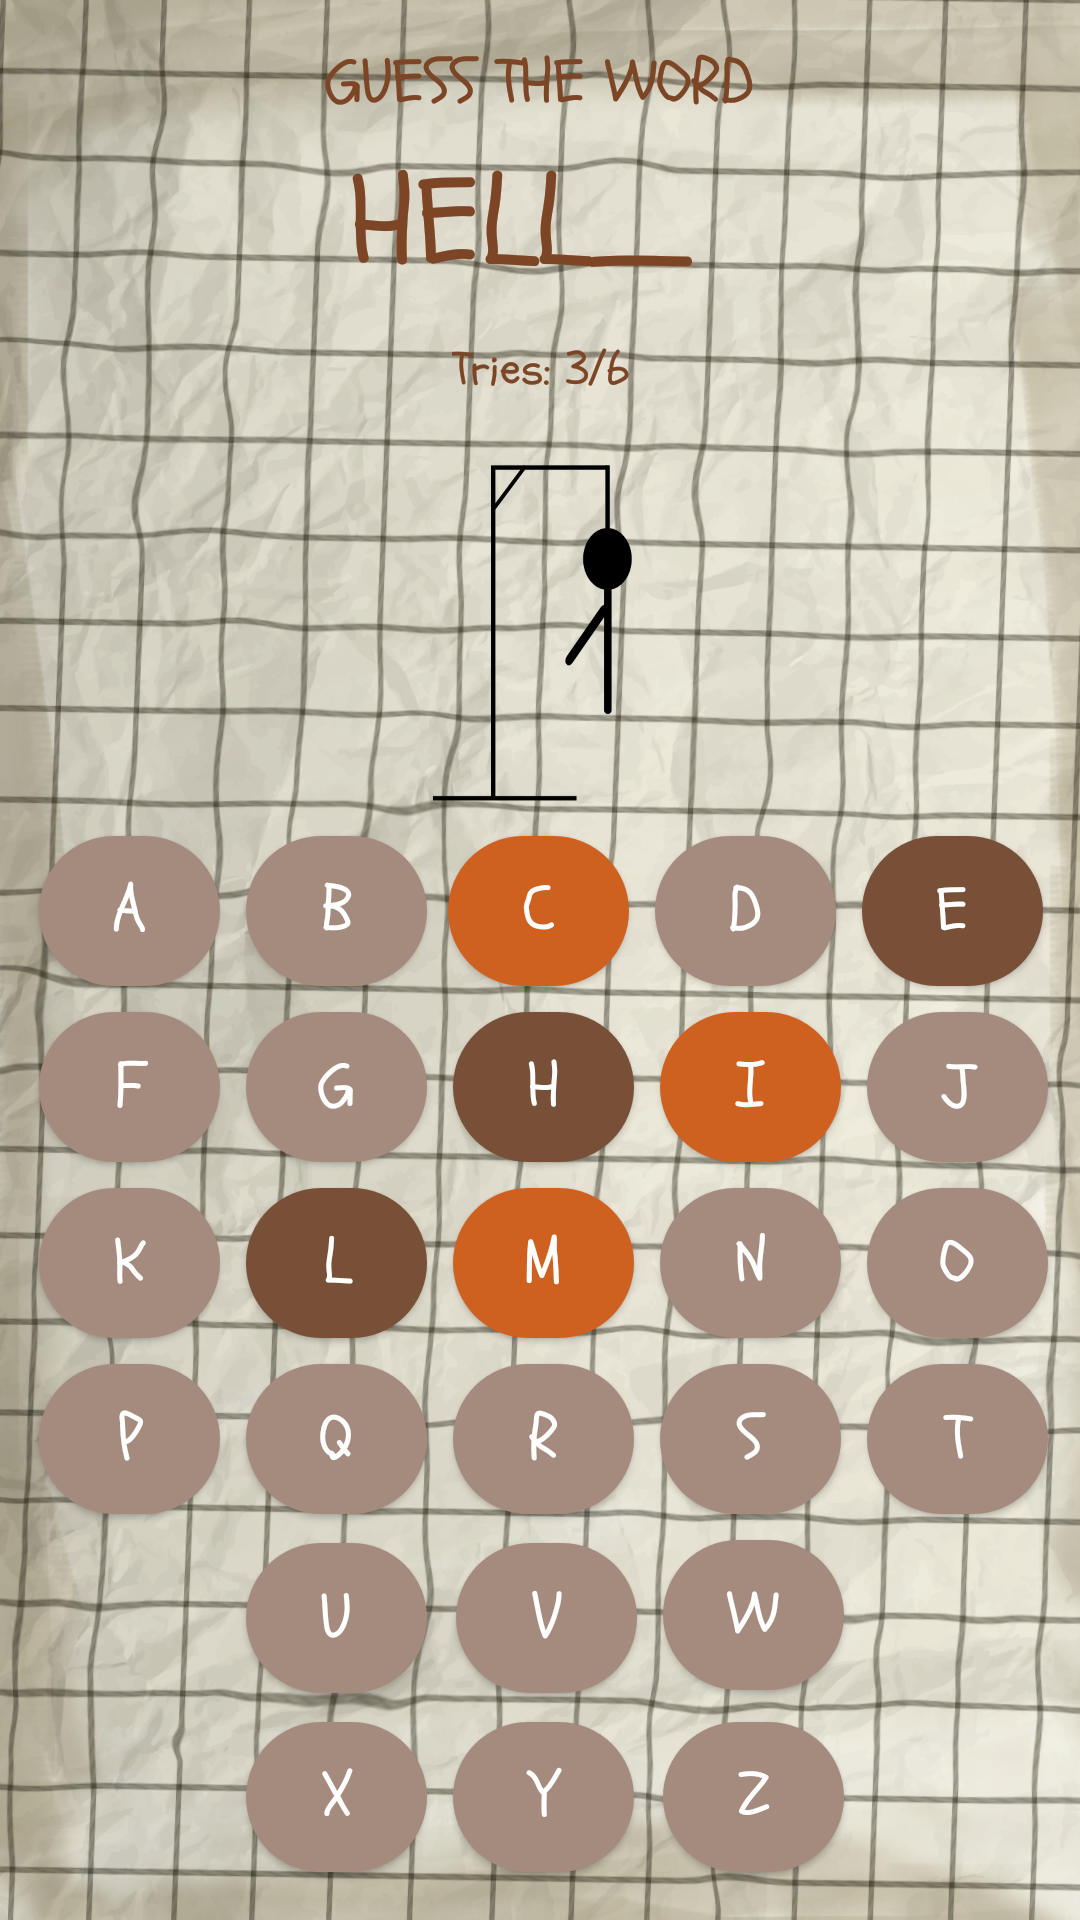 GUESS THE WORD
HELL_
Tries: 3/6
A B C D E
F G H I J
K L M N O
P Q R S T
U V W
X Y Z